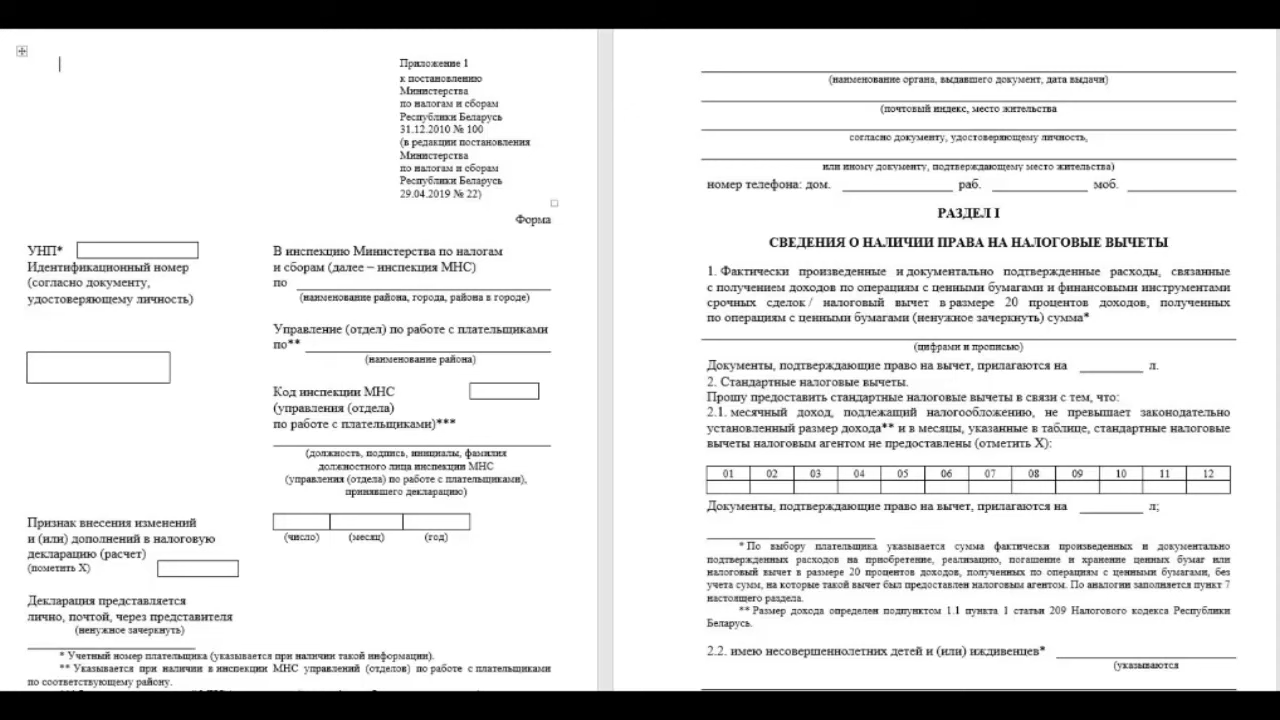 Приложение 1
к постановлению
Министерства
по налогам и сборам
Республики Беларусь
31.12.2010 № 100
(в редакции постановления
Министерства
по налогам и сборам
Республики Беларусь
29.04.2019 № 22)
Форма
УНП*
Идентификационный номер
(согласно документу,
удостоверяющему личность)
В инспекцию Министерства по налогам
и сборам (далее – инспекция МНС)
по
(наименование района, города, района в городе)
Управление (отдел) по работе с плательщиками
по**
(наименование района)
Код инспекции МНС
(управления (отдела)
по работе с плательщиками)***
(должность, подпись, инициалы, фамилия
должностного лица инспекции МНС
(управления (отдела) по работе с плательщиками),
принявшего декларацию)
(число) (месяц) (год)
Признак внесения изменений
и (или) дополнений в налоговую
декларацию (расчет)
(пометить X)
Декларация представляется
лично, почтой, через представителя
(ненужное зачеркнуть)
* Учетный номер плательщика (указывается при наличии такой информации).
** Указывается при наличии в инспекции МНС управлений (отделов) по работе с плательщиками
по соответствующему району.
(наименование органа, выдавшего документ, дата выдачи)
(почтовый индекс, место жительства
согласно документу, удостоверяющему личность,
или иному документу, подтверждающему место жительства)
номер телефона: дом. раб. моб.
РАЗДЕЛ I
СВЕДЕНИЯ О НАЛИЧИИ ПРАВА НА НАЛОГОВЫЕ ВЫЧЕТЫ
1. Фактически произведенные и документально подтвержденные расходы, связанные
с получением доходов по операциям с ценными бумагами и финансовыми инструментами
срочных сделок / налоговый вычет в размере 20 процентов доходов, полученных
по операциям с ценными бумагами (ненужное зачеркнуть) сумма*
(цифрами и прописью)
Документы, подтверждающие право на вычет, прилагаются на л.
2. Стандартные налоговые вычеты.
Прошу предоставить стандартные налоговые вычеты в связи с тем, что:
2.1. месячный доход, подлежащий налогообложению, не превышает законодательно
установленный размер дохода** и в месяцы, указанные в таблице, стандартные налоговые
вычеты налоговым агентом не предоставлены (отметить X):
01 02 03 04 05 06 07 08 09 10 11 12
Документы, подтверждающие право на вычет, прилагаются на л;
* По выбору плательщика указывается сумма фактически произведенных и документально
подтвержденных расходов на приобретение, реализацию, погашение и хранение ценных бумаг или
налоговый вычет в размере 20 процентов доходов, полученных по операциям с ценными бумагами, без
учета сумм, на которые такой вычет был предоставлен налоговым агентом. По аналогии заполняется пункт 7
настоящего раздела.
** Размер дохода определен подпунктом 1.1 пункта 1 статьи 209 Налогового кодекса Республики
Беларусь.
2.2. имею несовершеннолетних детей и (или) иждивенцев*
(указываются